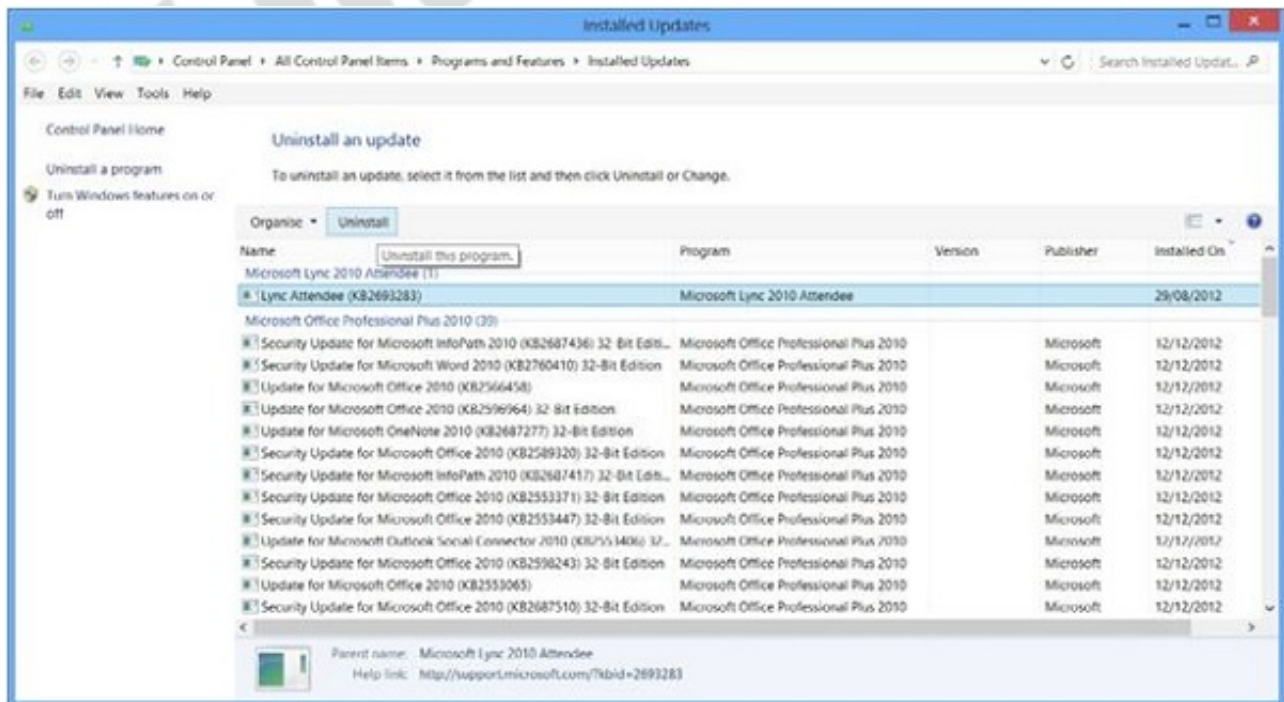 Installed Updates
Control Panel ▸ All Control Panel Items ▸ Programs and Features ▸ Installed Updates Search Installed Updat...
File Edit View Tools Help
Control Panel Home
Uninstall a program
Turn Windows features on or
off
Uninstall an update
To uninstall an update, select it from the list and then click Uninstall or Change.
Organise Uninstall
Name Program Version Publisher Installed On
Uninstall this program.
Microsoft Lync 2010 Attendee (1)
Lync Attendee (KB2693283) Microsoft Lync 2010 Attendee 29/08/2012
Microsoft Office Professional Plus 2010 (39)
Security Update for Microsoft InfoPath 2010 (KB2687436) 32-Bit Editi... Microsoft Office Professional Plus 2010 Microsoft 12/12/2012
Security Update for Microsoft Word 2010 (KB2760410) 32-Bit Edition Microsoft Office Professional Plus 2010 Microsoft 12/12/2012
Update for Microsoft Office 2010 (KB2566458) Microsoft Office Professional Plus 2010 Microsoft 12/12/2012
Update for Microsoft Office 2010 (KB2596964) 32-Bit Edition Microsoft Office Professional Plus 2010 Microsoft 12/12/2012
Update for Microsoft OneNote 2010 (KB2687277) 32-Bit Edition Microsoft Office Professional Plus 2010 Microsoft 12/12/2012
Security Update for Microsoft Office 2010 (KB2589320) 32-Bit Edition Microsoft Office Professional Plus 2010 Microsoft 12/12/2012
Security Update for Microsoft InfoPath 2010 (KB2687417) 32-Bit Editi... Microsoft Office Professional Plus 2010 Microsoft 12/12/2012
Security Update for Microsoft Office 2010 (KB2553371) 32-Bit Edition Microsoft Office Professional Plus 2010 Microsoft 12/12/2012
Security Update for Microsoft Office 2010 (KB2553447) 32-Bit Edition Microsoft Office Professional Plus 2010 Microsoft 12/12/2012
Update for Microsoft Outlook Social Connector 2010 (KB2553406) 32... Microsoft Office Professional Plus 2010 Microsoft 12/12/2012
Security Update for Microsoft Office 2010 (KB2598243) 32-Bit Edition Microsoft Office Professional Plus 2010 Microsoft 12/12/2012
Update for Microsoft Office 2010 (KB2553065) Microsoft Office Professional Plus 2010 Microsoft 12/12/2012
Security Update for Microsoft Office 2010 (KB2687510) 32-Bit Edition Microsoft Office Professional Plus 2010 Microsoft 12/12/2012
Parent name: Microsoft Lync 2010 Attendee
Help link: http://support.microsoft.com/?kbid=2693283